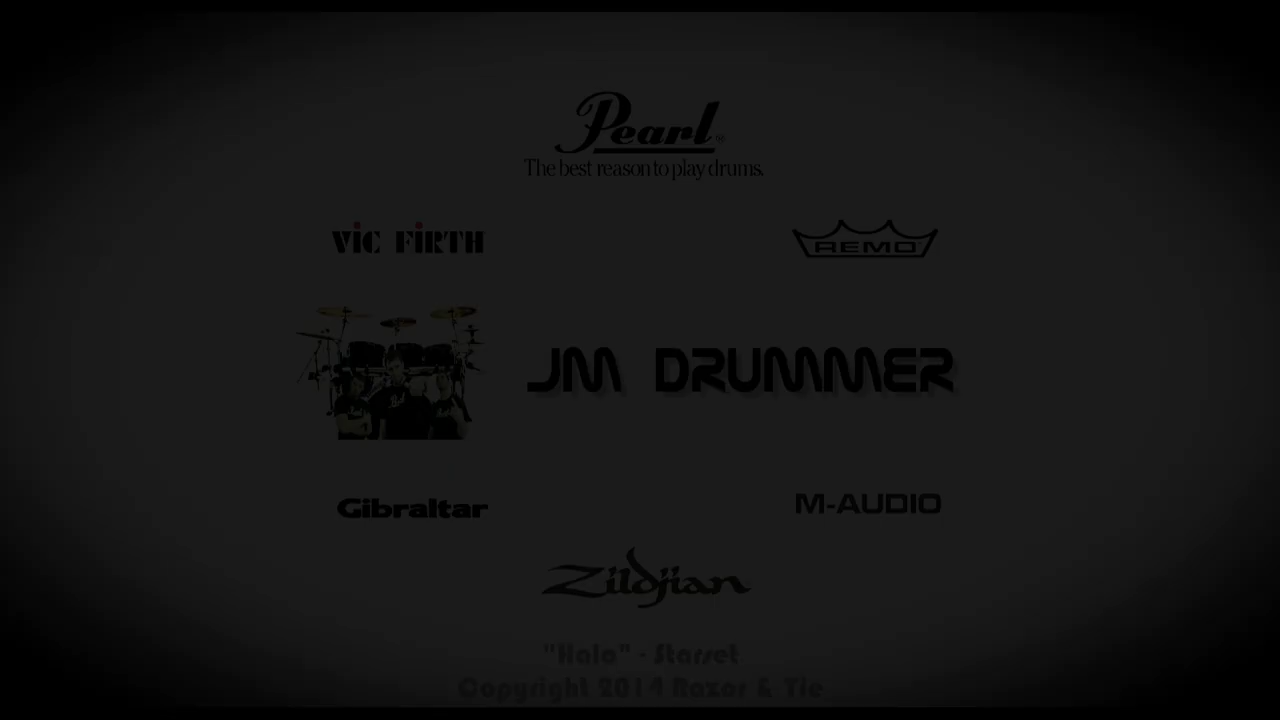 Pearl®
The best reason to play drums.
VIC FIRTH
REMO
Pearl
JM DRUMMER
Gibraltar
M-AUDIO
Zildjian
"Halo" - Starset
Copyright 2014 Razor & Tie